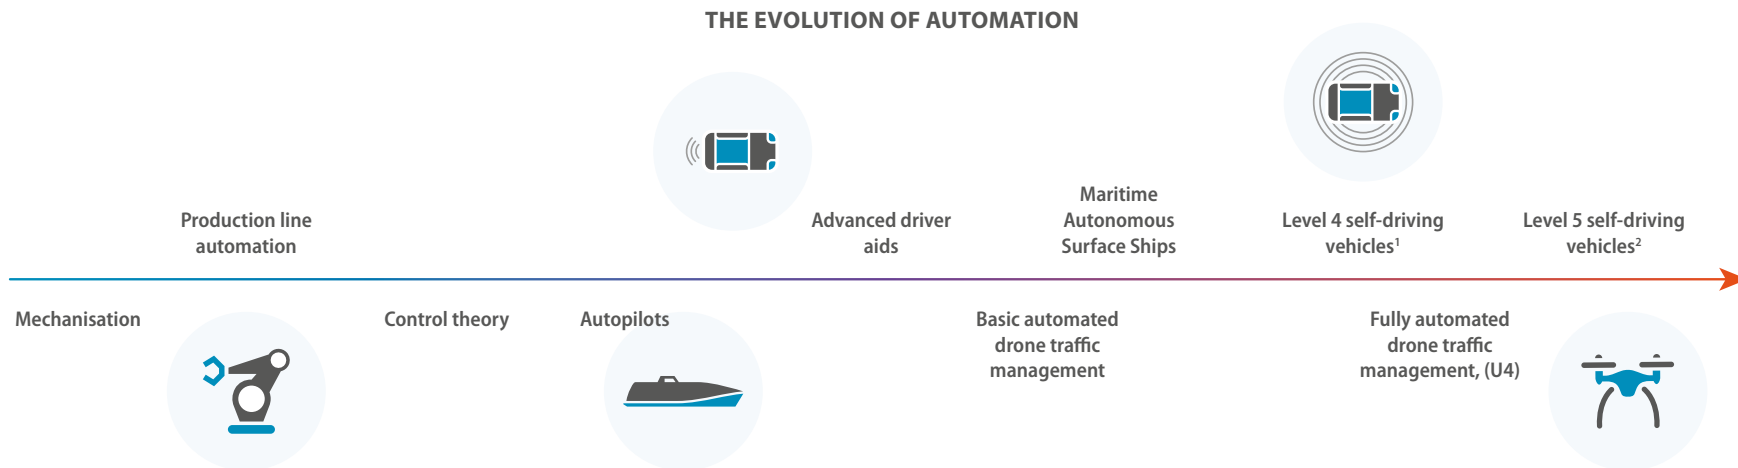 THE EVOLUTION OF AUTOMATION
Production line
automation
Advanced driver
aids
Maritime
Autonomous
Surface Ships
Level 4 self-driving
vehicles¹
Level 5 self-driving
vehicles²
Mechanisation
Control theory
Autopilots
Basic automated
drone traffic
management
Fully automated
drone traffic
management, (U4)